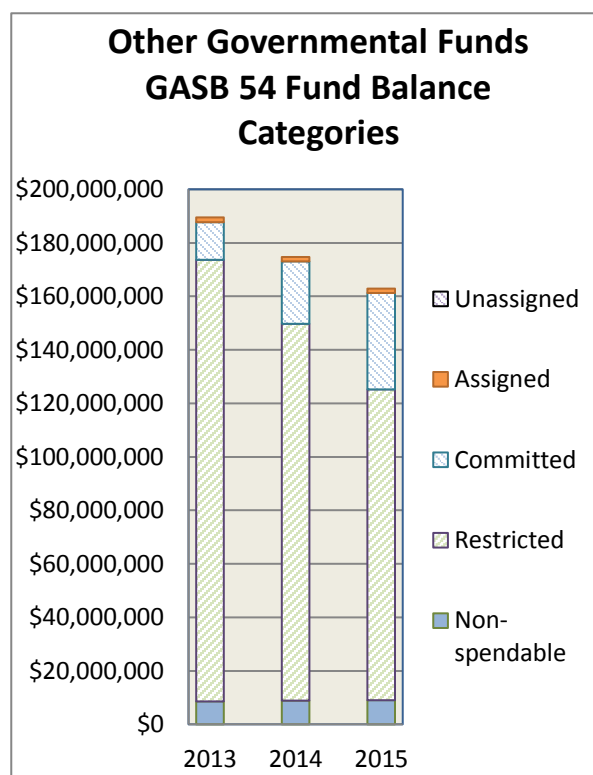 Other Governmental Funds
GASB 54 Fund Balance
Categories
$200,000,000
$180,000,000
$160,000,000
$140,000,000
$120,000,000
$100,000,000
$80,000,000
$60,000,000
$40,000,000
$20,000,000
$0
2013 2014 2015
Unassigned
Assigned
Committed
Restricted
Non-
spendable